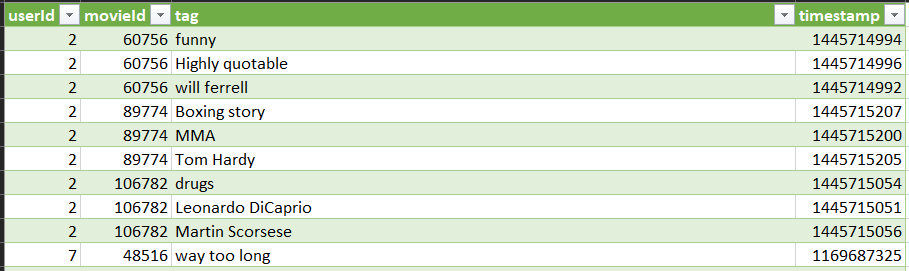 userId movieId tag timestamp
2 60756 funny 1445714994
2 60756 Highly quotable 1445714996
2 60756 will ferrell 1445714992
2 89774 Boxing story 1445715207
2 89774 MMA 1445715200
2 89774 Tom Hardy 1445715205
2 106782 drugs 1445715054
2 106782 Leonardo DiCaprio 1445715051
2 106782 Martin Scorsese 1445715056
7 48516 way too long 1169687325